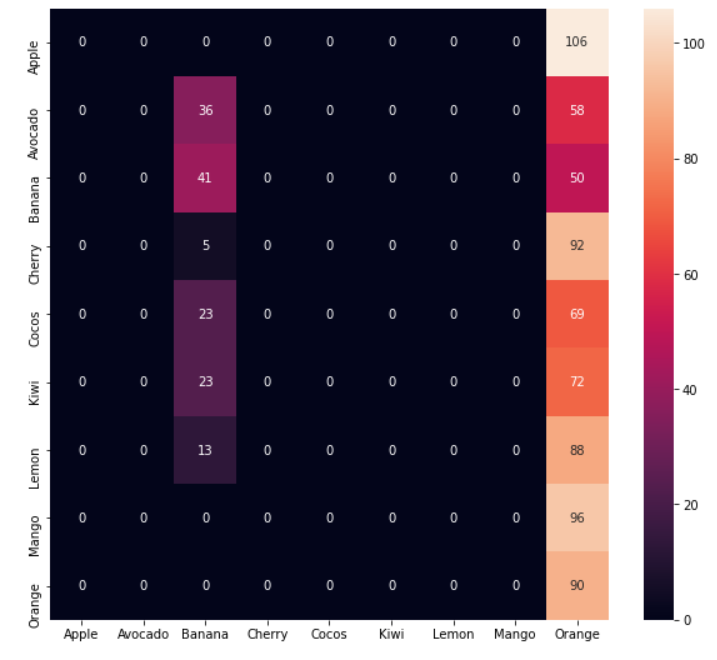 Apple 0 0 0 0 0 0 0 0 106
Avocado 0 0 36 0 0 0 0 0 58
Banana 0 0 41 0 0 0 0 0 50
Cherry 0 0 5 0 0 0 0 0 92
Cocos 0 0 23 0 0 0 0 0 69
Kiwi 0 0 23 0 0 0 0 0 72
Lemon 0 0 13 0 0 0 0 0 88
Mango 0 0 0 0 0 0 0 0 96
Orange 0 0 0 0 0 0 0 0 90
Apple Avocado Banana Cherry Cocos Kiwi Lemon Mango Orange
100
80
60
40
20
0